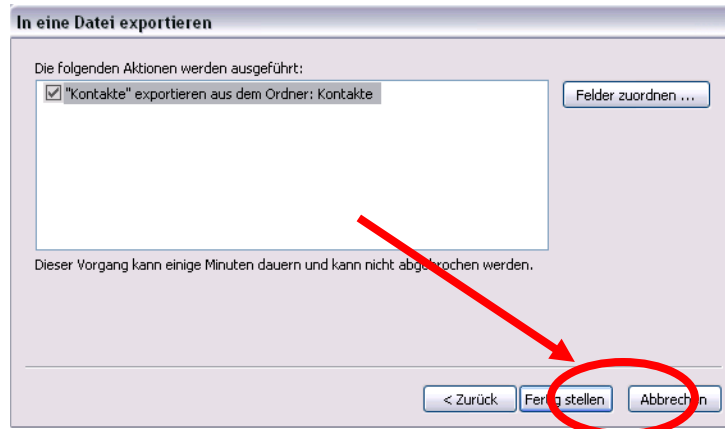 In eine Datei exportieren
Die folgenden Aktionen werden ausgeführt:
"Kontakte" exportieren aus dem Ordner: Kontakte
Felder zuordnen ...
Dieser Vorgang kann einige Minuten dauern und kann nicht abgebrochen werden.
< Zurück
Fertig stellen
Abbrechen